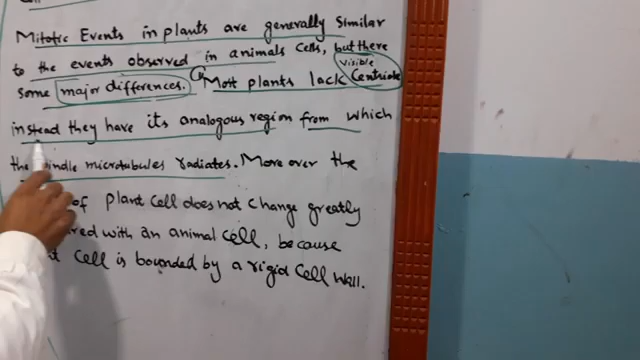 Mitotic Events in plants are generally Similar
to the events observed in animals Cells, but there
visible
some major differences. Most plants lack Centriole
instead they have its analogous region from which
the spindle microtubules radiates. More over the
of plant Cell does not change greatly
with an animal cell, because
Cell is bounded by a rigid Cell wall.